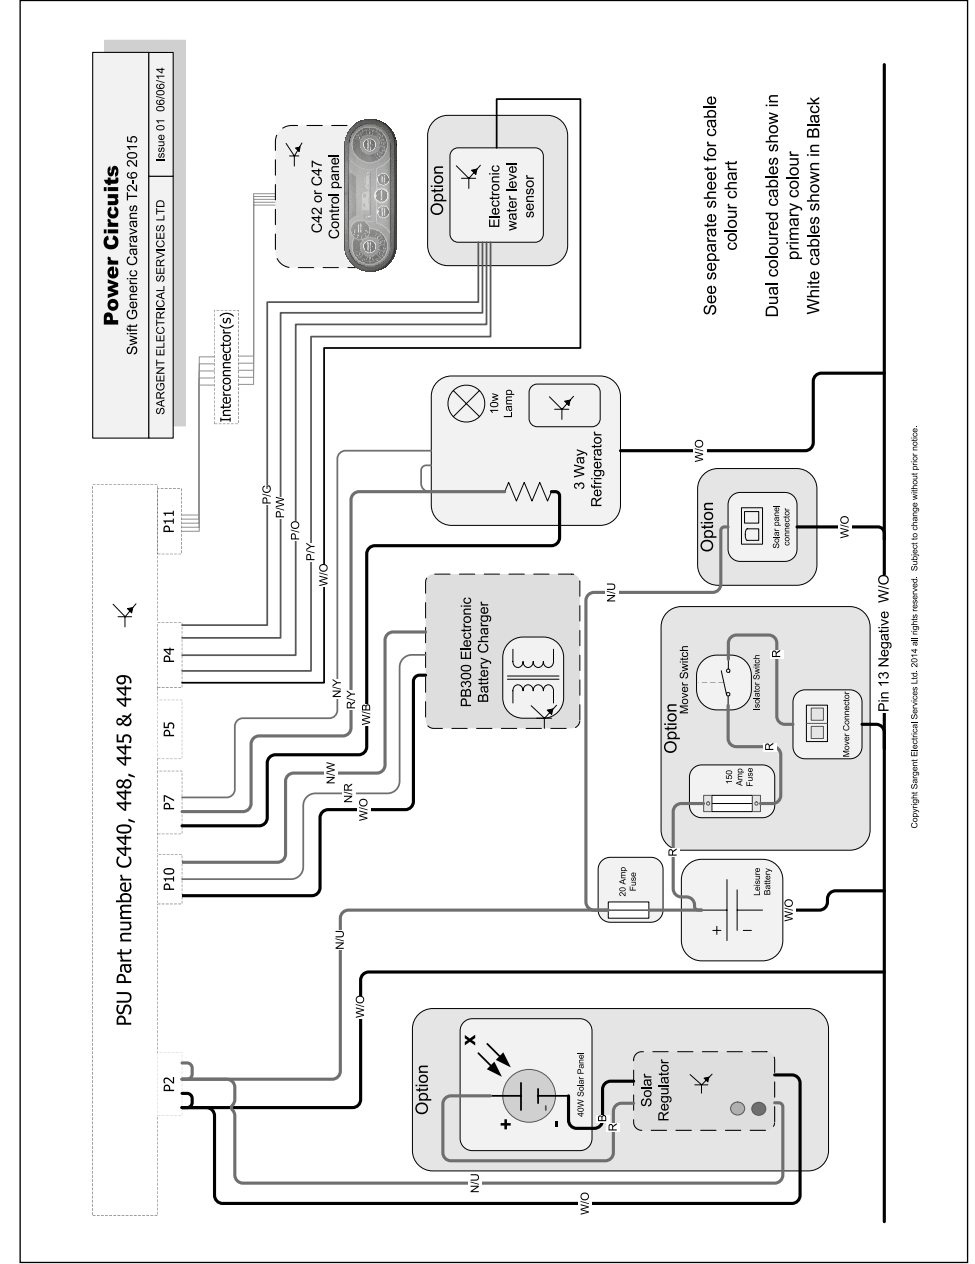 Power Circuits
Swift Generic Caravans T2-6 2015
SARGENT ELECTRICAL SERVICES LTD
Issue 01 06/06/14
PSU Part number C440, 448, 445 & 449
P2
P10
P7
P5
P4
P11
Interconnector(s)
C42 or C47
Control panel
Option
Electronic
water level
sensor
P/G
P/W
P/O
P/Y
W/O
N/Y
R/Y
W/B
N/W
N/R
W/O
10w
Lamp
3 Way
Refrigerator
W/O
PB300 Electronic
Battery Charger
See separate sheet for cable
colour chart
Dual coloured cables show in
primary colour
White cables shown in Black
Option
Solar panel
connector
N/U
W/O
Option
Mover Switch
Isolator Switch
R
R
150
Amp
Fuse
Mover Connector
R
20 Amp
Fuse
+
−
Leisure
Battery
W/O
N/U
W/O
Option
X
+
-
-
40W Solar Panel
B
R
Solar
Regulator
N/U
W/O
Pin 13 Negative W/O
Copyright Sargent Electrical Services Ltd. 2014 all rights reserved. Subject to change without prior notice.